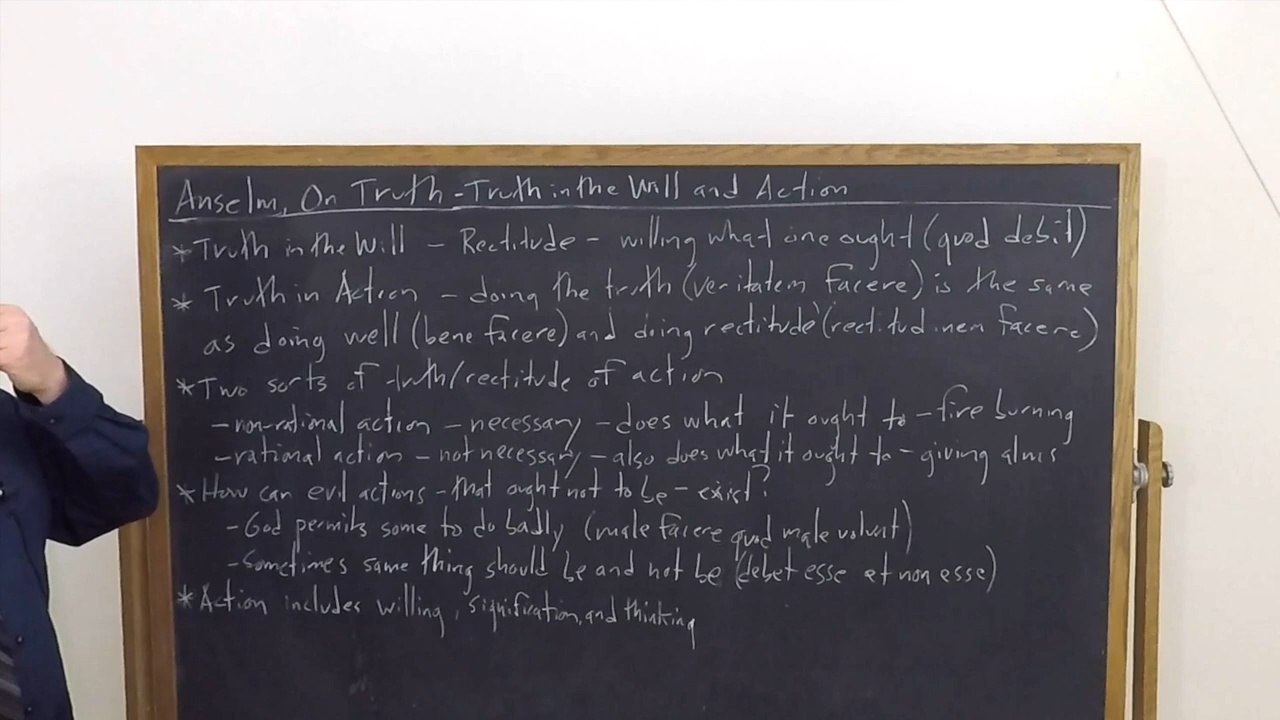 Anselm, On Truth - Truth in the Will and Action
* Truth in the Will - Rectitude - willing what one ought (quod debit)
* Truth in Action - doing the truth (veritatem facere) is the same
as doing well (bene facere) and doing rectitude (rectitudinem facere)
* Two sorts of truth/rectitude of action
- non-rational action - necessary - does what it ought to - fire burning
- rational action - not necessary - also does what it ought to - giving alms
* How can evil actions - that ought not to be - exist?
- God permits some to do badly (male facere quod male volunt)
- Sometimes same thing should be and not be (debet esse et non esse)
* Action includes willing, signification, and thinking